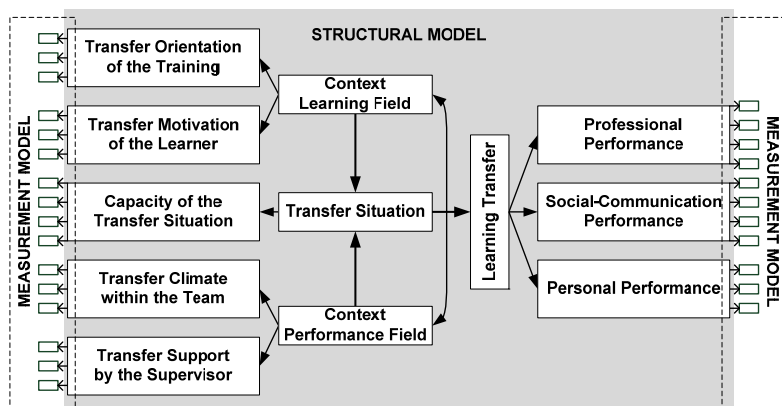 STRUCTURAL MODEL
MEASUREMENT MODEL
Transfer Orientation
of the Training
Transfer Motivation
of the Learner
Capacity of the
Transfer Situation
Transfer Climate
within the Team
Transfer Support
by the Supervisor
Context
Learning Field
Transfer Situation
Context
Performance Field
Learning Transfer
Professional
Performance
Social-Communication
Performance
Personal Performance
MEASUREMENT MODEL